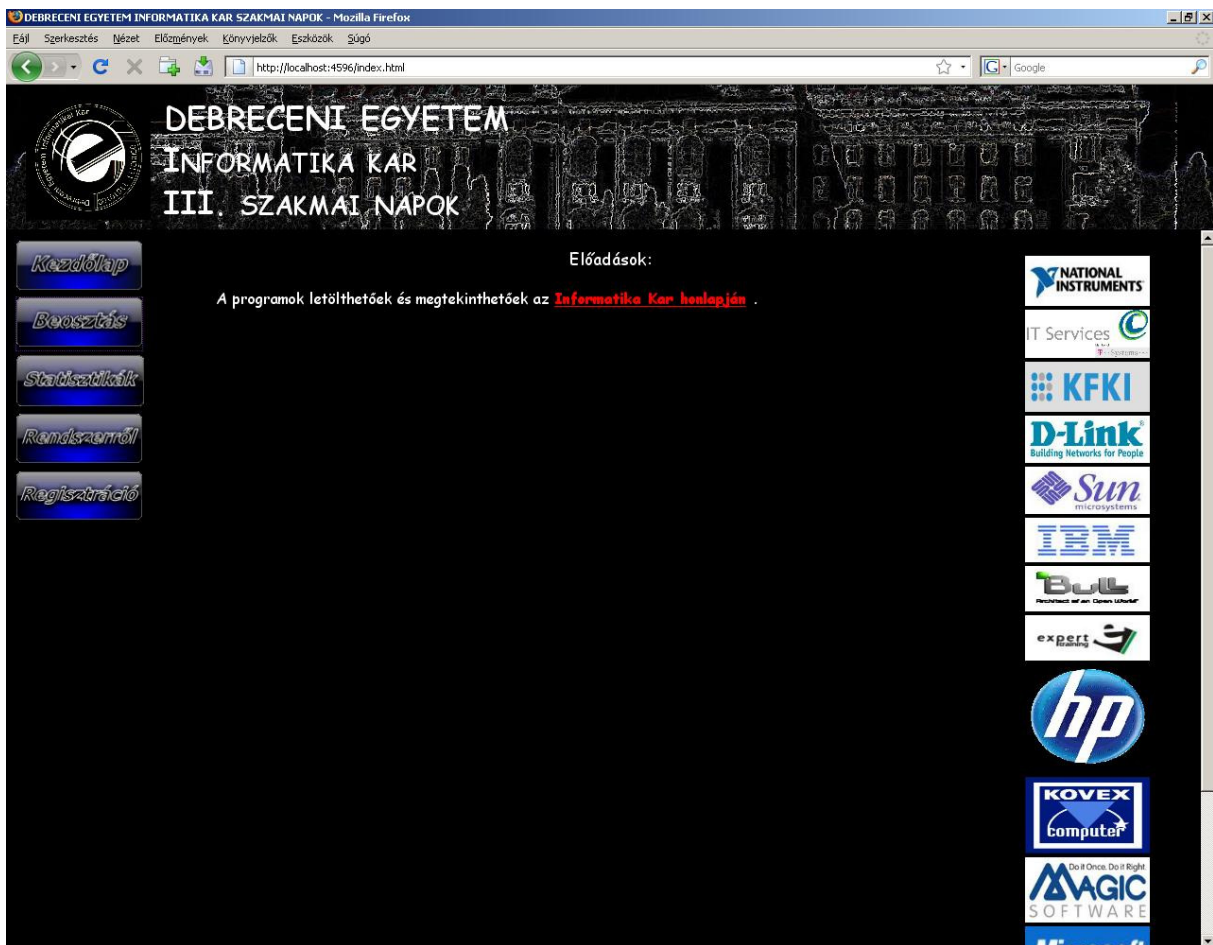 DEBRECENI EGYETEM INFORMATIKA KAR SZAKMAI NAPOK - Mozilla Firefox
Fájl Szerkesztés Nézet Előzmények Könyvjelzők Eszközök Súgó
http://localhost:4596/index.html
G Google
DEBRECENI EGYETEM
INFORMATIKA KAR
III. SZAKMAI NAPOK
Kezdőlap
Beosztás
Statisztikák
Rendszerről
Regisztráció
Előadások:
A programok letölthetőek és megtekinthetőek az Informatika Kar honlapján .
NATIONAL
INSTRUMENTS
IT Services
T - Systems
KFKI
D-Link
Building Networks for People
Sun
microsystems
IBM
Bull
Architect of an Open World
expert
training
hp
KOVEX
computer
Do it Once. Do it Right.
MAGIC
SOFTWARE
Microsoft